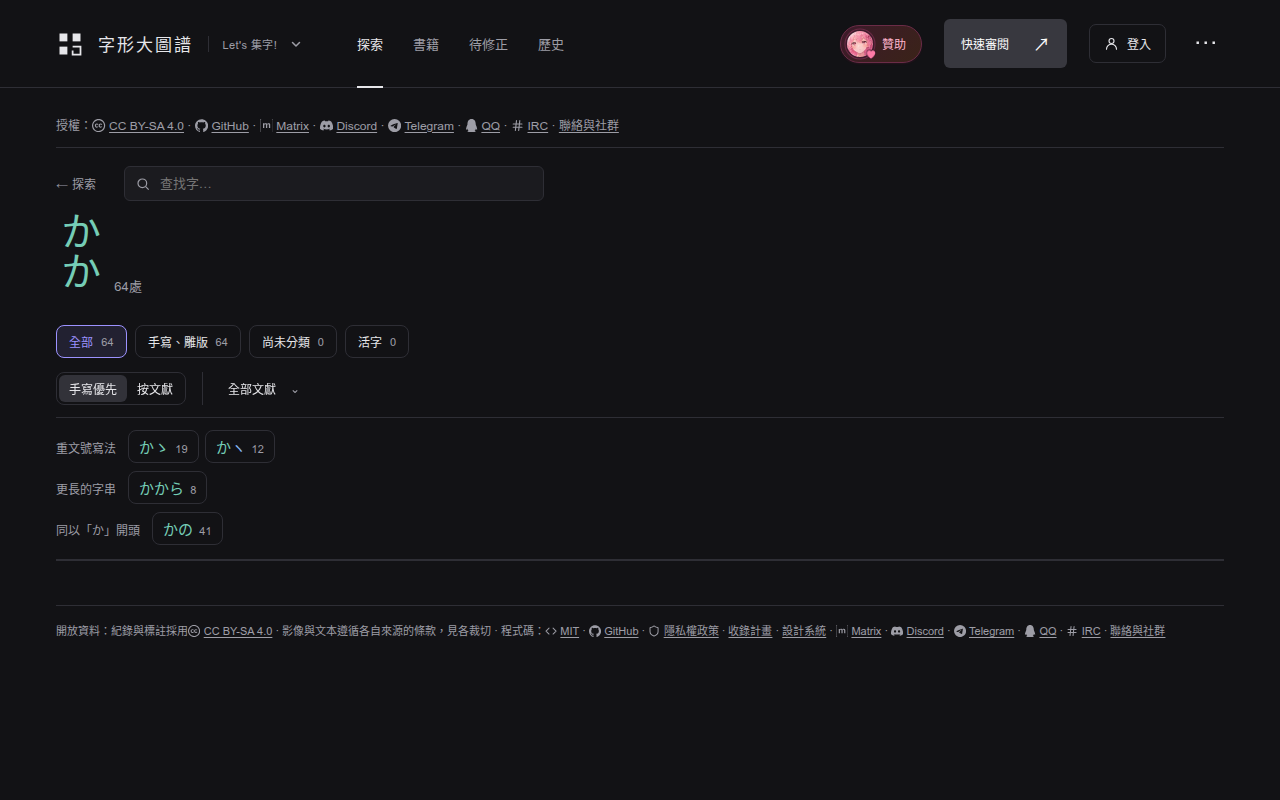 字形大圖譜 Let's 集字! 探索 書籍 待修正 歷史 贊助 快速審閱 ↗ 登入 ···
授權：CC BY-SA 4.0 · GitHub · Matrix · Discord · Telegram · QQ · IRC · 聯絡與社群
← 探索 查找字…
か
か 64處
全部 64 手寫、雕版 64 尚未分類 0 活字 0
手寫優先 按文獻 全部文獻
重文號寫法 かゝ 19 かヽ 12
更長的字串 かから 8
同以「か」開頭 かの 41
開放資料：紀錄與標註採用 CC BY-SA 4.0 · 影像與文本遵循各自來源的條款，見各裁切 · 程式碼：MIT · GitHub · 隱私權政策 · 收錄計畫 · 設計系統 · Matrix · Discord · Telegram · QQ · IRC · 聯絡與社群